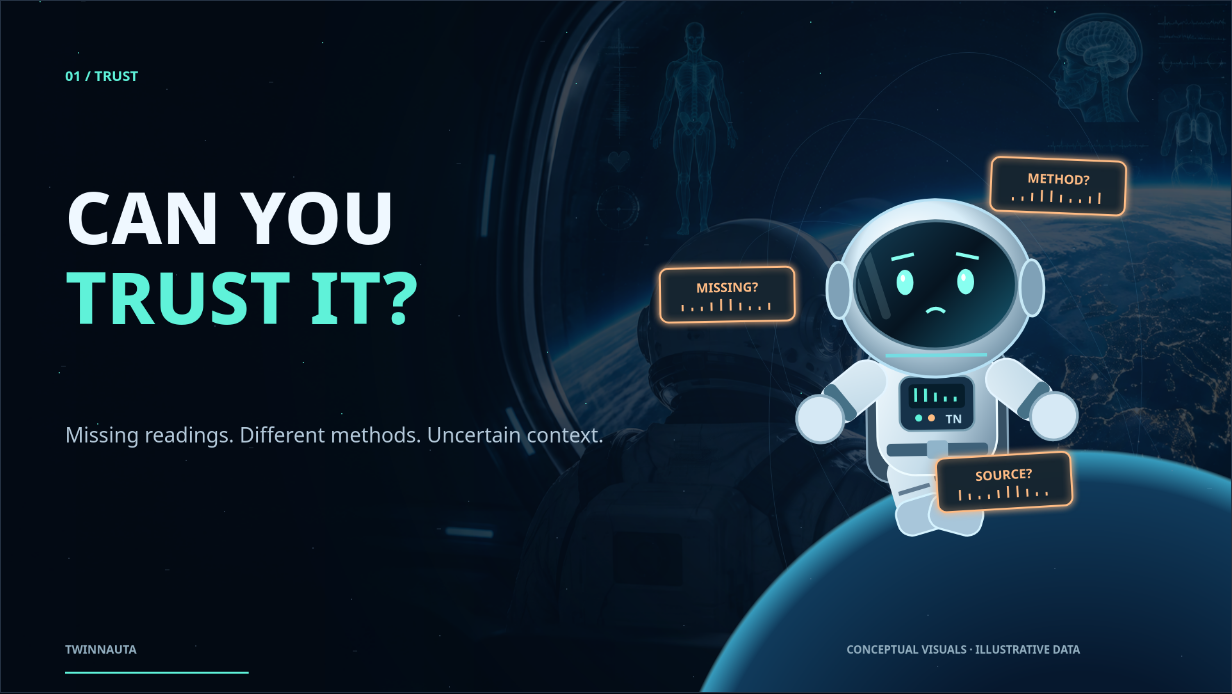 01 / TRUST
CAN YOU
TRUST IT?
Missing readings. Different methods. Uncertain context.
METHOD?
MISSING?
TN
SOURCE?
TWINNAUTA
CONCEPTUAL VISUALS · ILLUSTRATIVE DATA